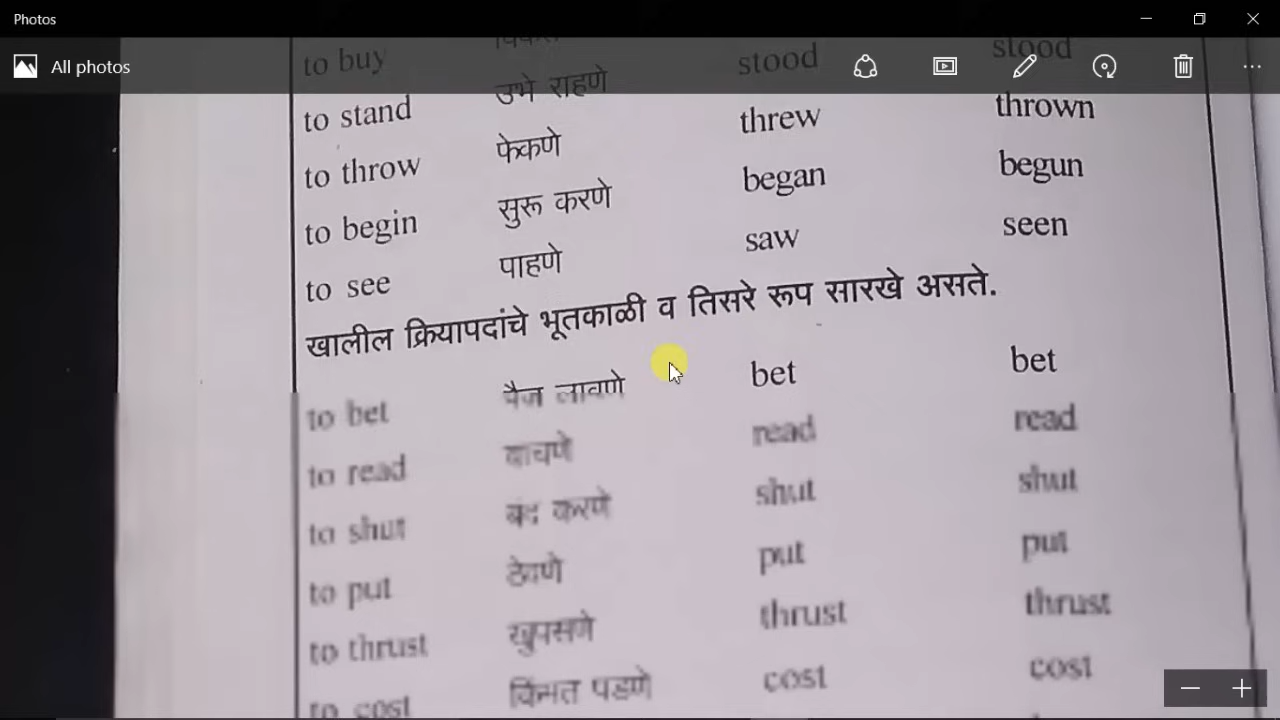 Photos
All photos
to buy stood stood
to stand उभे राहणे threw thrown
to throw फेकणे began begun
to begin सुरू करणे saw seen
to see पाहणे
खालील क्रियापदांचे भूतकाळी व तिसरे रूप सारखे असते.
to bet पैज लावणे bet bet
to read वाचणे read read
to shut बंद करणे shut shut
to put ठेवणे put put
to thrust खुपसणे thrust thrust
to cost किंमत पडणे cost cost